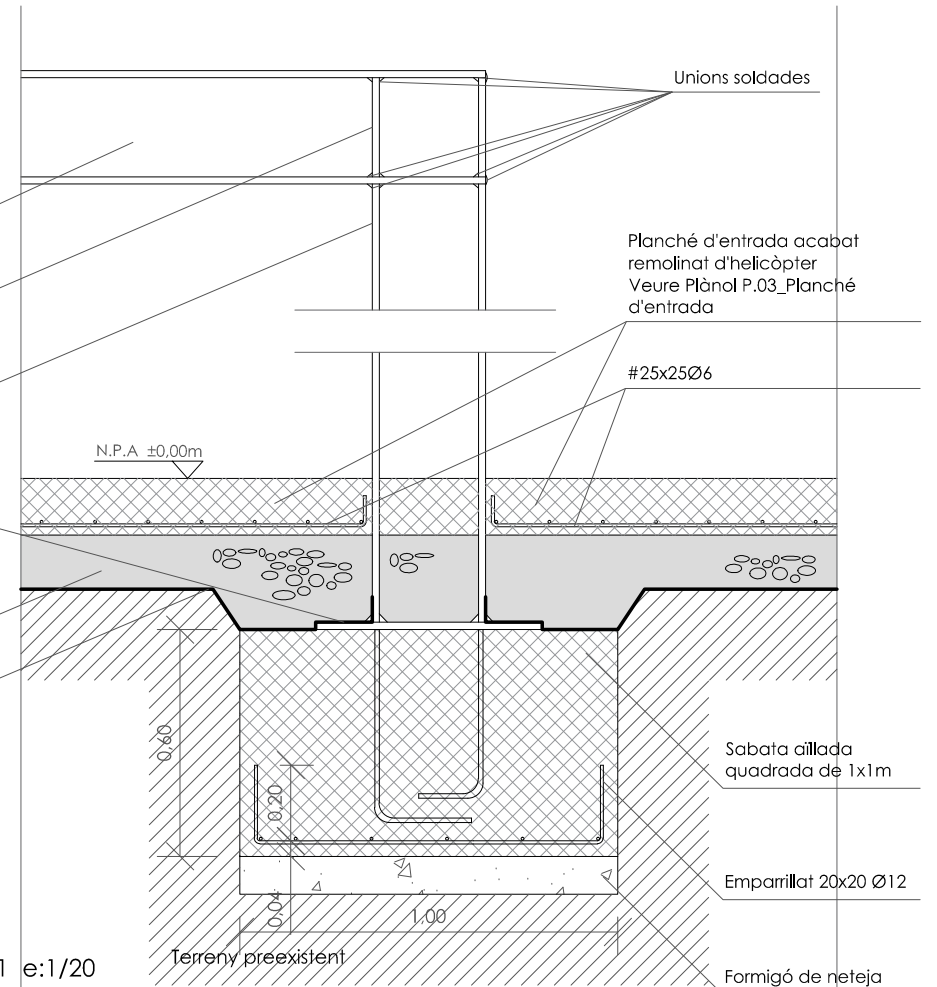 Unions soldades
Planché d'entrada acabat
remolinat d'helicòpter
Veure Plànol P.03_Planché
d'entrada
#25x25Ø6
N.P.A ±0,00m
0,60
0,20
Sabata aïllada
quadrada de 1x1m
Emparrillat 20x20 Ø12
0,04
1,00
Terreny preexistent
1 e:1/20
Formigó de neteja